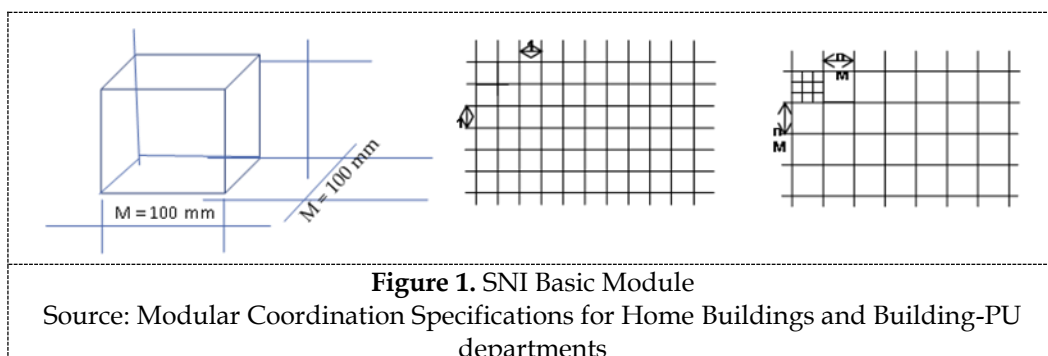 M = 100 mm
M = 100 mm
1
n
M
n
M
Figure 1. SNI Basic Module
Source: Modular Coordination Specifications for Home Buildings and Building-PU
departments